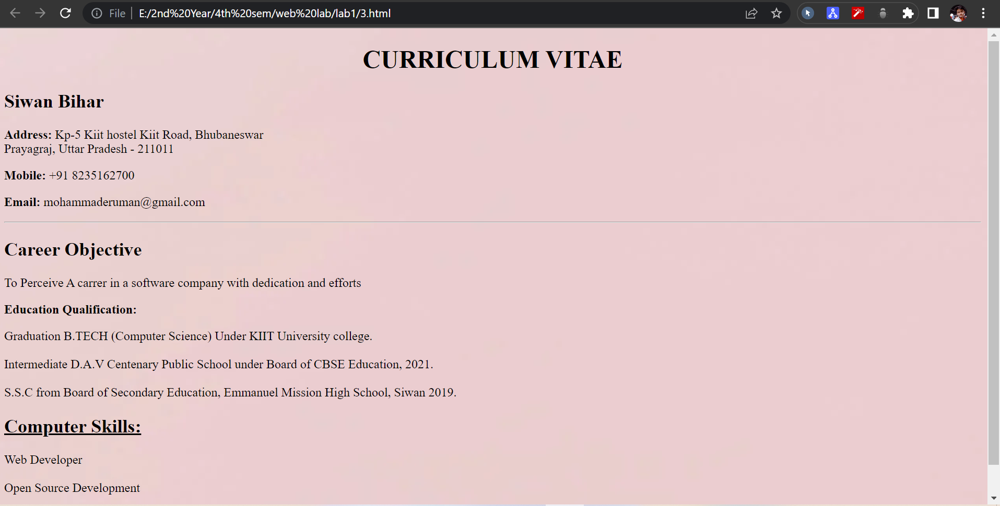 File E:/2nd%20Year/4th%20sem/web%20lab/lab1/3.html
CURRICULUM VITAE
Siwan Bihar
Address: Kp-5 Kiit hostel Kiit Road, Bhubaneswar
Prayagraj, Uttar Pradesh - 211011
Mobile: +91 8235162700
Email: mohammaderuman@gmail.com
Career Objective
To Perceive A carrer in a software company with dedication and efforts
Education Qualification:
Graduation B.TECH (Computer Science) Under KIIT University college.
Intermediate D.A.V Centenary Public School under Board of CBSE Education, 2021.
S.S.C from Board of Secondary Education, Emmanuel Mission High School, Siwan 2019.
Computer Skills:
Web Developer
Open Source Development